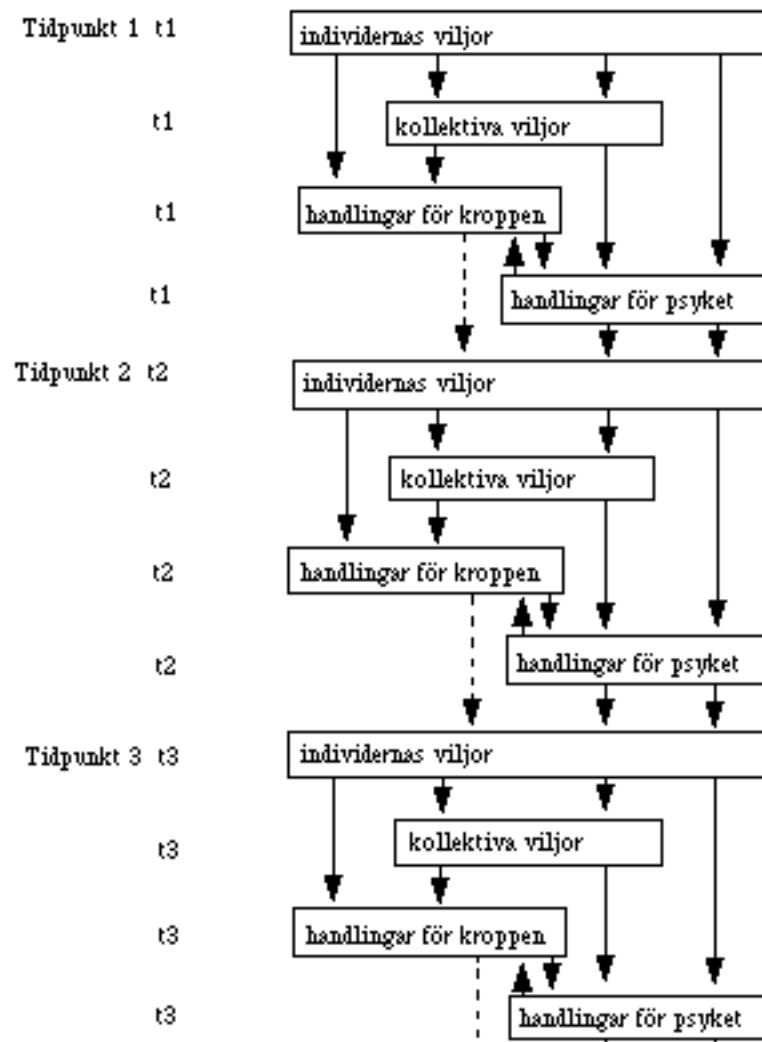 Tidpunkt 1 t1
individernas viljor
t1
kollektiva viljor
t1
handlingar för kroppen
t1
handlingar för psyket
Tidpunkt 2 t2
individernas viljor
t2
kollektiva viljor
t2
handlingar för kroppen
t2
handlingar för psyket
Tidpunkt 3 t3
individernas viljor
t3
kollektiva viljor
t3
handlingar för kroppen
t3
handlingar för psyket